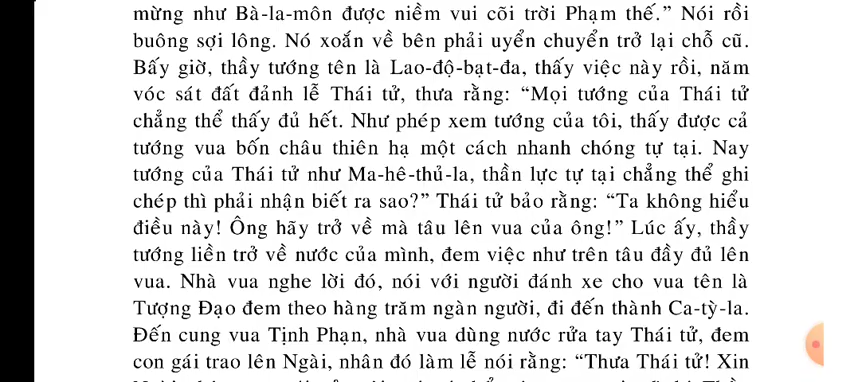 mừng như Bà-la-môn được niềm vui cõi trời Phạm thế.” Nói rồi
buông sợi lông. Nó xoắn về bên phải uyển chuyển trở lại chỗ cũ.
Bấy giờ, thầy tướng tên là Lao-độ-bạt-đa, thấy việc này rồi, năm
vóc sát đất đảnh lễ Thái tử, thưa rằng: “Mọi tướng của Thái tử
chẳng thể thấy đủ hết. Như phép xem tướng của tôi, thấy được cả
tướng vua bốn châu thiên hạ một cách nhanh chóng tự tại. Nay
tướng của Thái tử như Ma-hê-thủ-la, thần lực tự tại chẳng thể ghi
chép thì phải nhận biết ra sao?” Thái tử bảo rằng: “Ta không hiểu
điều này! Ông hãy trở về mà tâu lên vua của ông!” Lúc ấy, thầy
tướng liền trở về nước của mình, đem việc như trên tâu đầy đủ lên
vua. Nhà vua nghe lời đó, nói với người đánh xe cho vua tên là
Tượng Đạo đem theo hàng trăm ngàn người, đi đến thành Ca-tỳ-la.
Đến cung vua Tịnh Phạn, nhà vua dùng nước rửa tay Thái tử, đem
con gái trao lên Ngài, nhân đó làm lễ nói rằng: “Thưa Thái tử! Xin